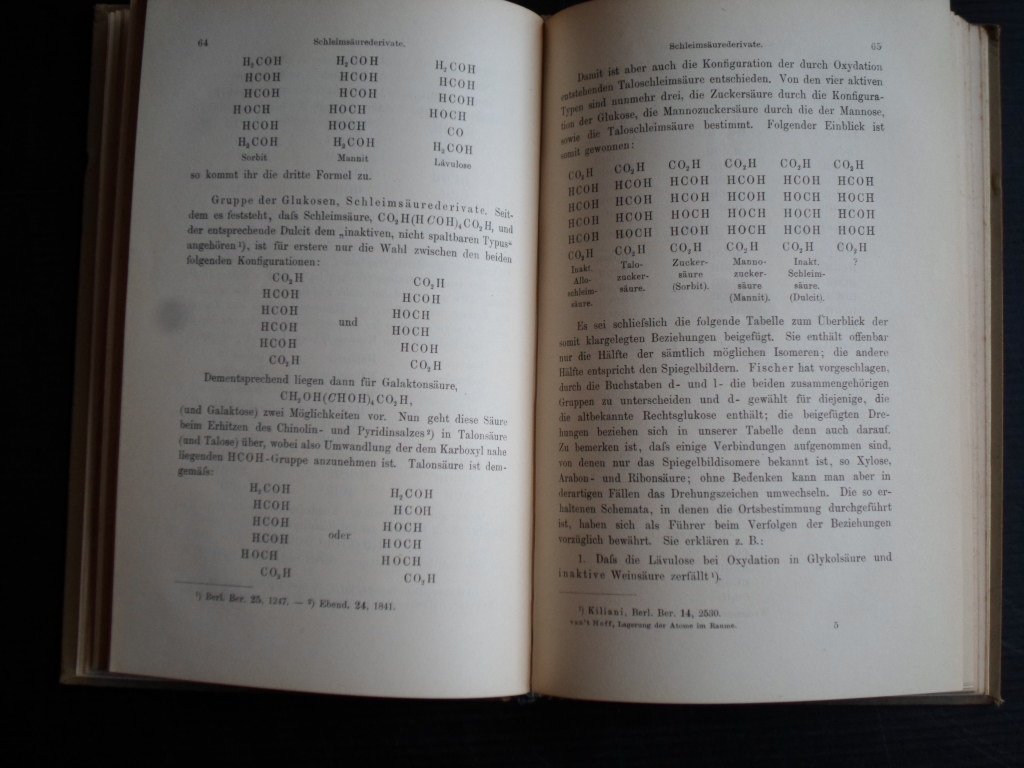 64 Schleimsäurederivate.
H₂COH H₂COH H₂COH
HCOH HCOH HCOH
HCOH HCOH HCOH
HOCH HOCH HOCH
HCOH HOCH CO
H₂COH H₂COH H₂COH
Sorbit Mannit Lävulose
so kommt ihr die dritte Formel zu.
Gruppe der Glukosen, Schleimsäurederivate. Seit-
dem es feststeht, daſs Schleimsäure, CO₂H(HCOH)₄CO₂H, und
der entsprechende Dulcit dem „inaktiven, nicht spaltbaren Typus“
angehören ¹), ist für erstere nur die Wahl zwischen den beiden
folgenden Konfigurationen:
CO₂H CO₂H
HCOH HCOH
HCOH HOCH
und
HCOH HOCH
HCOH HCOH
CO₂H CO₂H
Dementsprechend liegen dann für Galaktonsäure,
CH₂OH(CHOH)₄CO₂H,
(und Galaktose) zwei Möglichkeiten vor. Nun geht diese Säure
beim Erhitzen des Chinolin- und Pyridinsalzes ²) in Talonsäure
(und Talose) über, wobei also Umwandlung der dem Karboxyl nahe
liegenden HCOH-Gruppe anzunehmen ist. Talonsäure ist dem-
gemäſs:
H₂COH H₂COH
HCOH HCOH
HCOH HOCH
oder
HCOH HOCH
HOCH HOCH
CO₂H CO₂H
¹) Berl. Ber. 25, 1247. — ²) Ebend. 24, 1841.
Schleimsäurederivate. 65
Damit ist aber auch die Konfiguration der durch Oxydation
entstehenden Taloschleimsäure entschieden. Von den vier aktiven
Typen sind nunmehr drei, die Zuckersäure durch die Konfigura-
tion der Glukose, die Mannozuckersäure durch die der Mannose,
sowie die Taloschleimsäure bestimmt. Folgender Einblick ist
somit gewonnen:
CO₂H CO₂H CO₂H CO₂H CO₂H CO₂H
HCOH HCOH HCOH HCOH HCOH HCOH
HCOH HCOH HCOH HCOH HOCH HOCH
HCOH HCOH HOCH HOCH HOCH HCOH
HCOH HOCH HCOH HOCH HCOH HOCH
CO₂H CO₂H CO₂H CO₂H CO₂H CO₂H
Inakt. Talo- Zucker- Manno- Inakt. ?
Allo- zucker- säure zucker- Schleim-
schleim- säure. (Sorbit). säure säure.
säure. (Mannit). (Dulcit).
Es sei schlieſslich die folgende Tabelle zum Überblick der
somit klargelegten Beziehungen beigefügt. Sie enthält offenbar
nur die Hälfte der sämtlich möglichen Isomeren; die andere
Hälfte entspricht den Spiegelbildern. Fischer hat vorgeschlagen,
durch die Buchstaben d- und l- die beiden zusammengehörigen
Gruppen zu unterscheiden und d- gewählt für diejenige, die
die altbekannte Rechtsglukose enthält; die beigefügten Dre-
hungen beziehen sich in unserer Tabelle denn auch darauf.
Zu bemerken ist, daſs einige Verbindungen aufgenommen sind,
von denen nur das Spiegelbildisomere bekannt ist, so Xylose,
Arabon- und Ribonsäure; ohne Bedenken kann man aber in
derartigen Fällen das Drehungszeichen umwechseln. Die so er-
haltenen Schemata, in denen die Ortsbestimmung durchgeführt
ist, haben sich als Führer beim Verfolgen der Beziehungen
vorzüglich bewährt. Sie erklären z. B.:
1. Daſs die Lävulose bei Oxydation in Glykolsäure und
inaktive Weinsäure zerfällt ¹).
¹) Kiliani, Berl. Ber. 14, 2530.
van't Hoff, Lagerung der Atome im Raume. 5